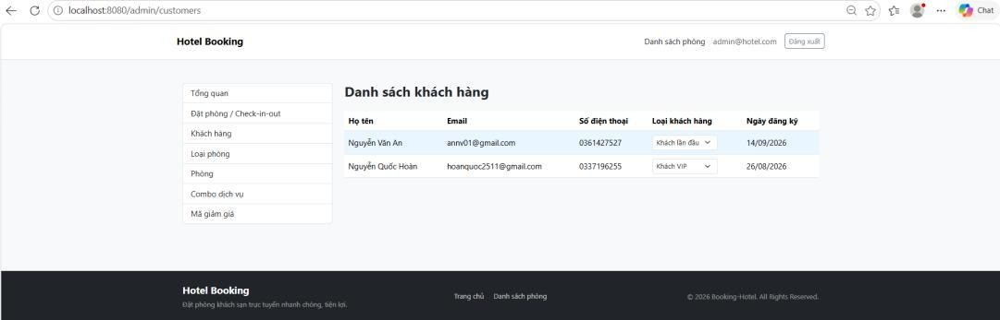 localhost:8080/admin/customers Chat
Hotel Booking Danh sách phòng admin@hotel.com Đăng xuất
Tổng quan
Đặt phòng / Check-in-out
Khách hàng
Loại phòng
Phòng
Combo dịch vụ
Mã giảm giá
Danh sách khách hàng
Họ tên Email Số điện thoại Loại khách hàng Ngày đăng ký
Nguyễn Văn An annv01@gmail.com 0361427527 Khách lần đầu 14/09/2026
Nguyễn Quốc Hoàn hoanquoc2511@gmail.com 0337196255 Khách VIP 26/08/2026
Hotel Booking
Đặt phòng khách sạn trực tuyến nhanh chóng, tiện lợi.
Trang chủ Danh sách phòng
© 2026 Booking-Hotel. All Rights Reserved.